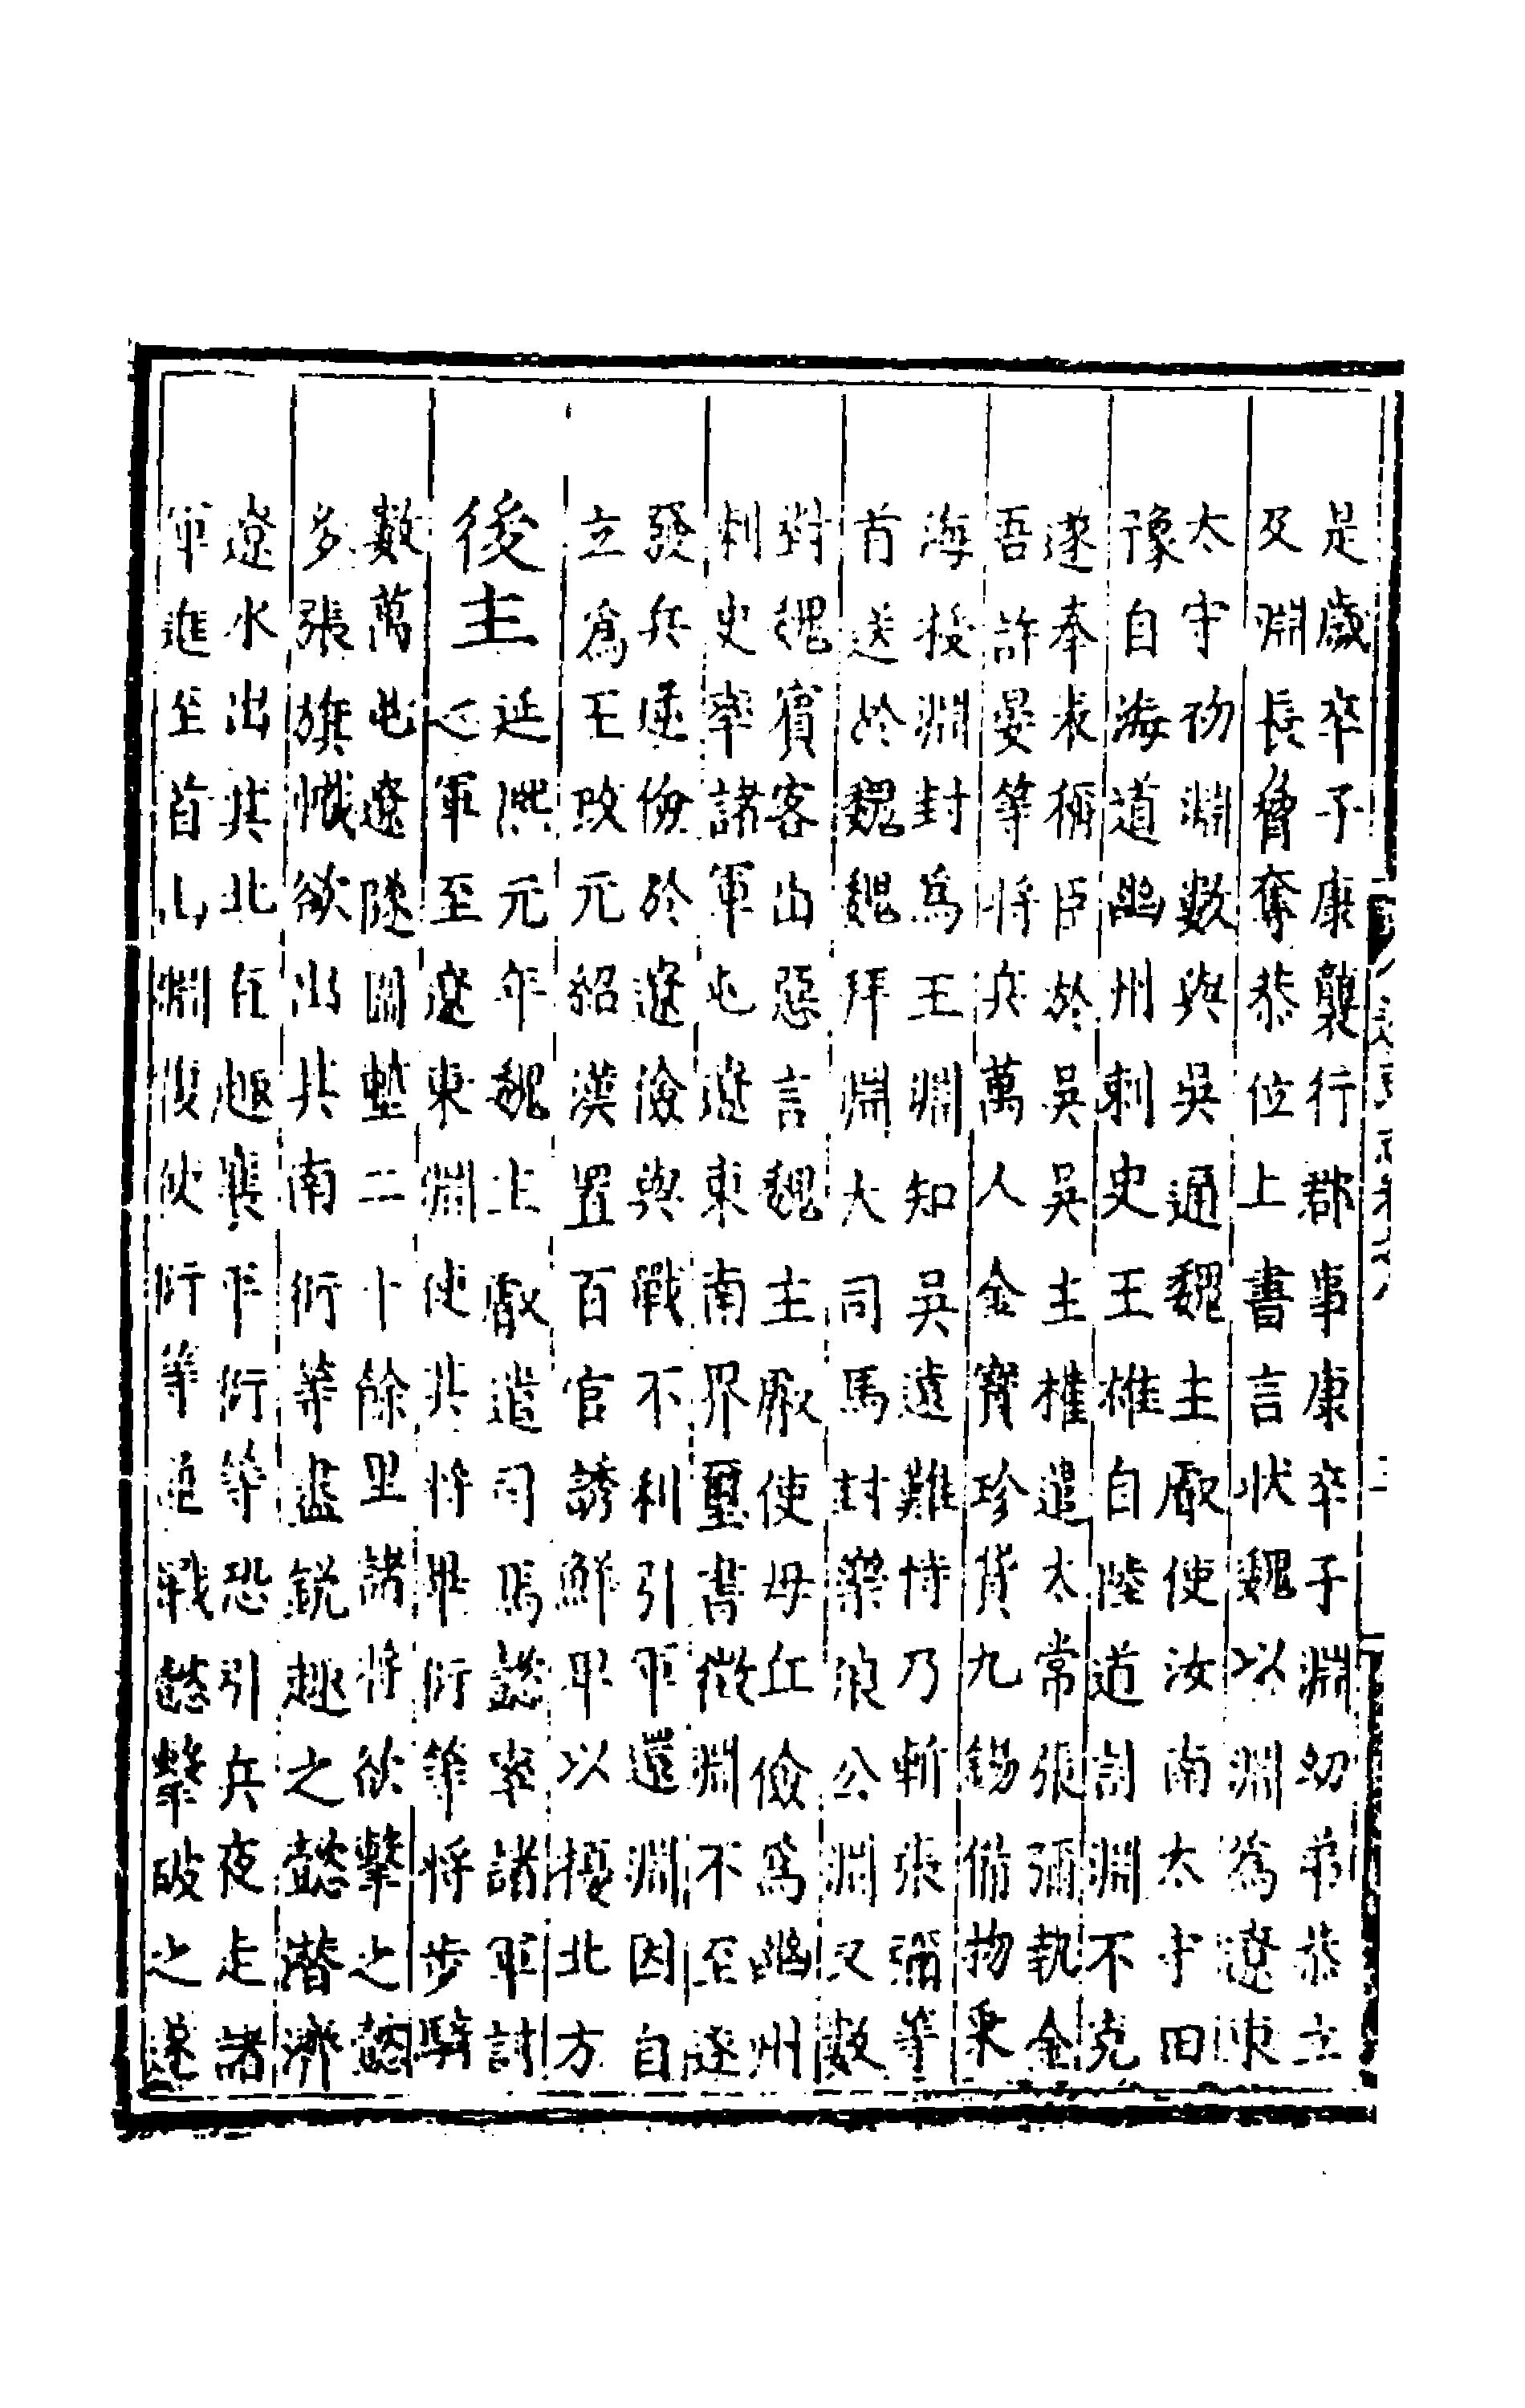 是歲卒子康襲行郡事康卒子淵幼弟恭立
及淵長脅奪恭位上書言狀魏以淵爲遼東
太守初淵數與吳通魏主叡使汝南太守田
豫自海道幽州刺史王雄自陸道討淵不克
遂奉表稱臣於吳吳主權遣太常張彌執金
吾許晏等將兵萬人金寳珍貨九錫備物乘
海授淵封爲王淵知吳遠難恃乃斬張彌等
首送於魏魏拜淵大司馬封樂浪公淵又數
對魏賓客出惡言魏主叡使毋丘儉爲幽州
刺史率諸軍屯遼東南界璽書徵淵不至遂
發兵逆儉於遼儉與戰不利引軍還淵因自
立爲王改元紹漢置百官誘鮮卑以擾北方
後主
延熈元年魏主叡遣司馬懿率諸軍討
之軍至遼東淵使其將卑衍等將步騎
數萬屯遼隧圍塹二十餘里諸將欲擊之懿
多張旗幟欲出其南衍等盡銳趣之懿潛濟
遼水出其北直趣襄平衍等恐引兵夜走諸
軍進至首山淵復使衍等迎戰懿擊破之遂